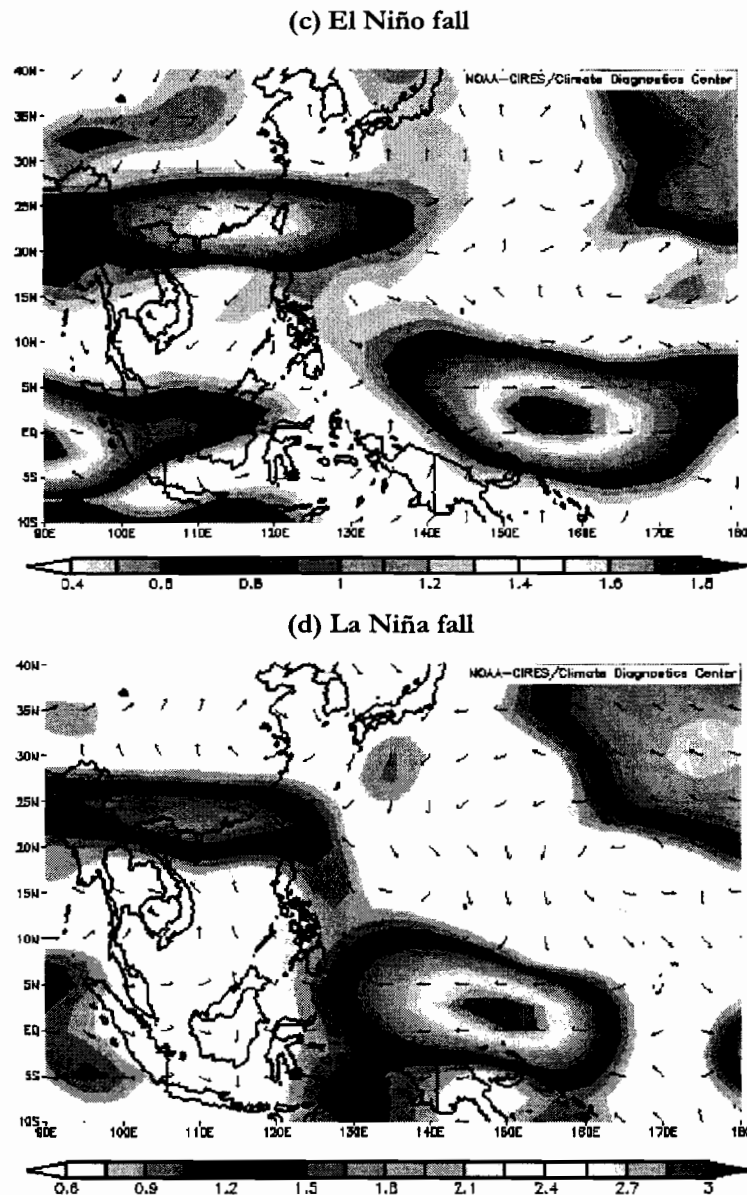 (c) El Niño fall
NOAA-CIRES/Climate Diagnostics Center
40N
35N
30N
25N
20N
15N
10N
5N
EQ
5S
10S
90E 100E 110E 120E 130E 140E 150E 160E 170E 180
0.4 0.6 0.8 1 1.2 1.4 1.6 1.8
(d) La Niña fall
NOAA-CIRES/Climate Diagnostics Center
40N
35N
30N
25N
20N
15N
10N
5N
EQ
5S
10S
90E 100E 110E 120E 130E 140E 150E 160E 170E 180
0.6 0.9 1.2 1.5 1.8 2.1 2.4 2.7 3